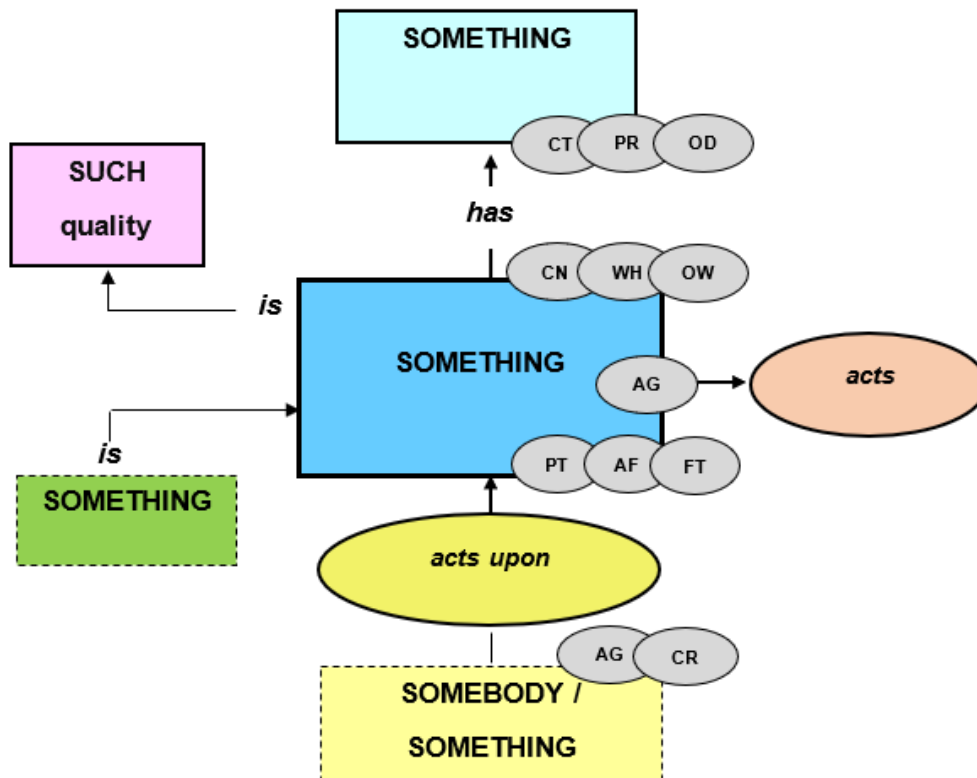 SOMETHING
CT PR OD
SUCH
quality
has
CN WH OW
is
SOMETHING
AG
acts
PT AF FT
is
SOMETHING
acts upon
AG CR
SOMEBODY /
SOMETHING